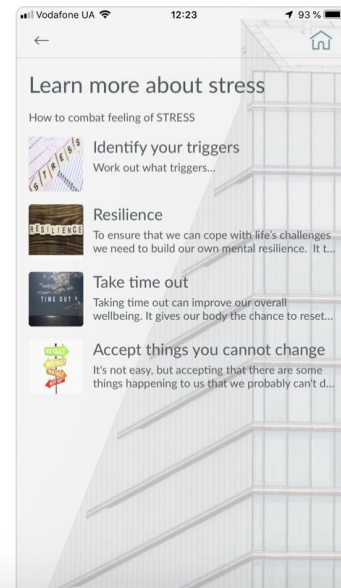 Vodafone UA 12:23 93 %
Learn more about stress
How to combat feeling of STRESS
STRESS
Identify your triggers
Work out what triggers...
RESILIENCE
Resilience
To ensure that we can cope with life's challenges
we need to build our own mental resilience. It t...
TIME OUT
Take time out
Taking time out can improve our overall
wellbeing. It gives our body the chance to reset...
Accept things you cannot change
It's not easy, but accepting that there are some
things happening to us that we probably can't d...